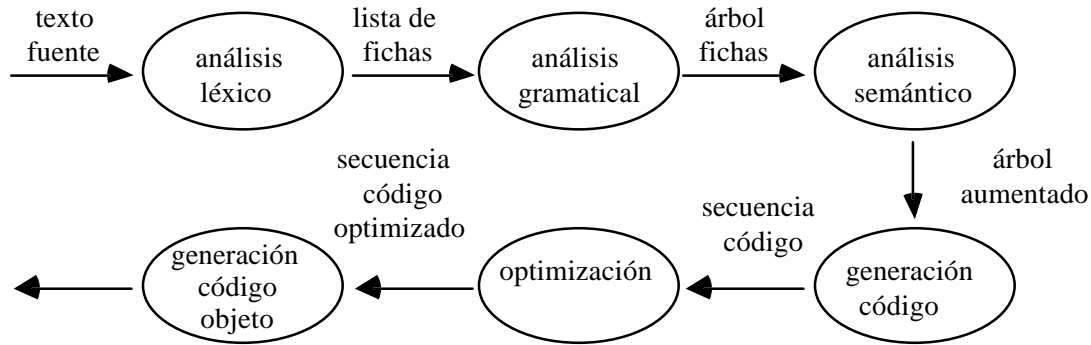 texto
fuente
análisis
léxico
lista de
fichas
análisis
gramatical
árbol
fichas
análisis
semántico
árbol
aumentado
generación
código
secuencia
código
optimización
secuencia
código
optimizado
generación
código
objeto